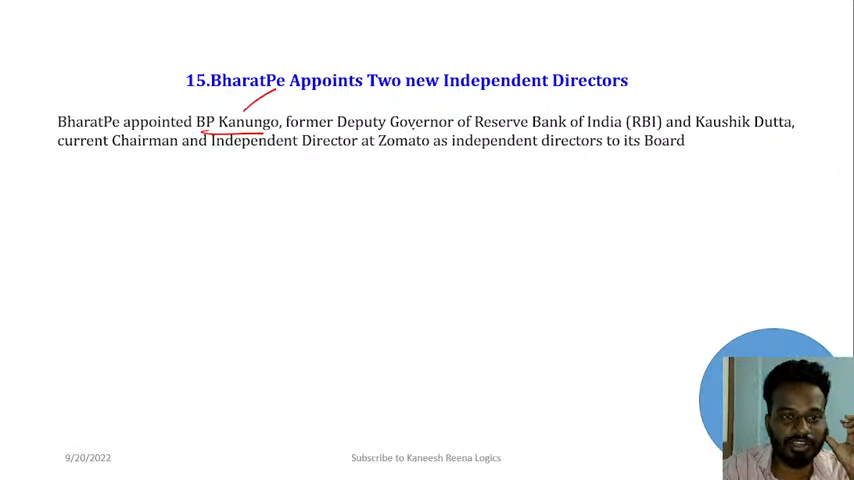 15.BharatPe Appoints Two new Independent Directors
BharatPe appointed BP Kanungo, former Deputy Governor of Reserve Bank of India (RBI) and Kaushik Dutta,
current Chairman and Independent Director at Zomato as independent directors to its Board
9/20/2022
Subscribe to Kaneesh Reena Logics